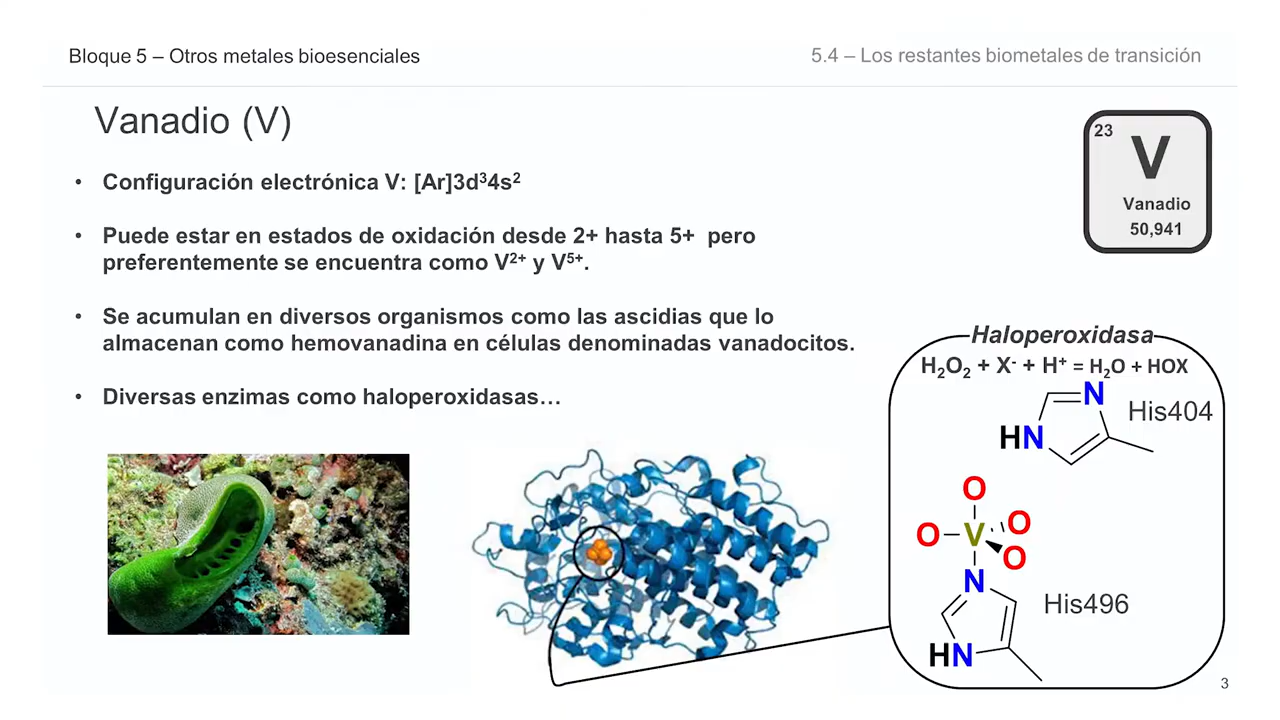 Bloque 5 – Otros metales bioesenciales
5.4 – Los restantes biometales de transición
Vanadio (V)
23
V
Vanadio
50,941
• Configuración electrónica V: [Ar]3d³4s²
• Puede estar en estados de oxidación desde 2+ hasta 5+ pero
preferentemente se encuentra como V²⁺ y V⁵⁺.
• Se acumulan en diversos organismos como las ascidias que lo
almacenan como hemovanadina en células denominadas vanadocitos.
• Diversas enzimas como haloperoxidasas…
Haloperoxidasa
H₂O₂ + X⁻ + H⁺ = H₂O + HOX
N
His404
HN
O
O
O V
O
N
His496
HN
3